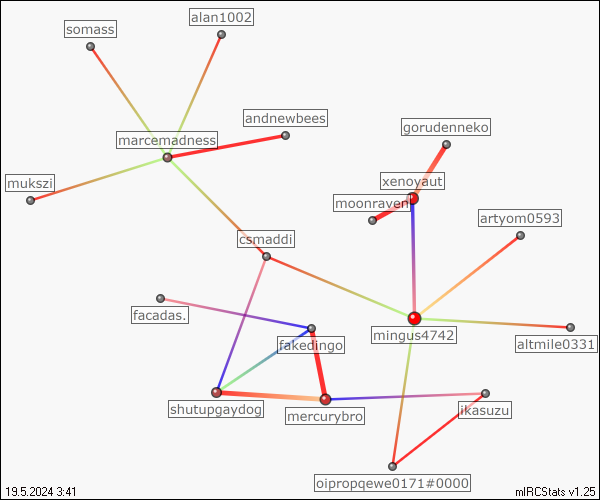 alan1002
somass
andnewbees
gorudenneko
marcemadness
xenoyaut
mukszi
moonraven
artyom0593
csmaddi
facadas.
mingus4742
fakedingo
altmile0331
shutupgaydog
mercurybro
ikasuzu
oipropqewe0171#0000
19.5.2024 3:41
mIRCStats v1.25